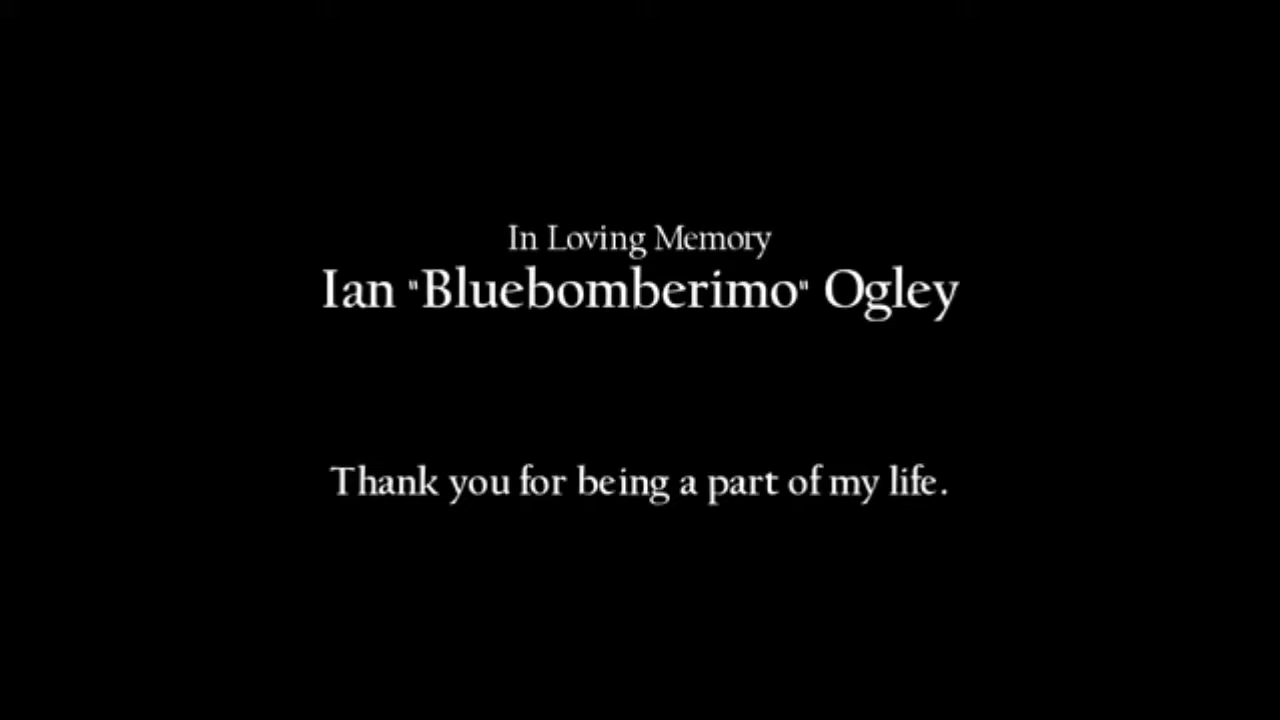 In Loving Memory
Ian "Bluebomberimo" Ogley
Thank you for being a part of my life.